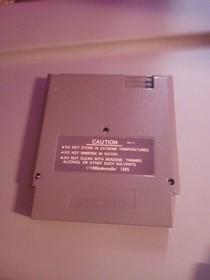 CAUTION
●DO NOT STORE IN EXTREME TEMPERATURES.
●DO NOT IMMERSE IN WATER.
●DO NOT CLEAN WITH BENZENE, THINNER,
ALCOHOL OR OTHER SUCH SOLVENTS.
©Nintendo 1985